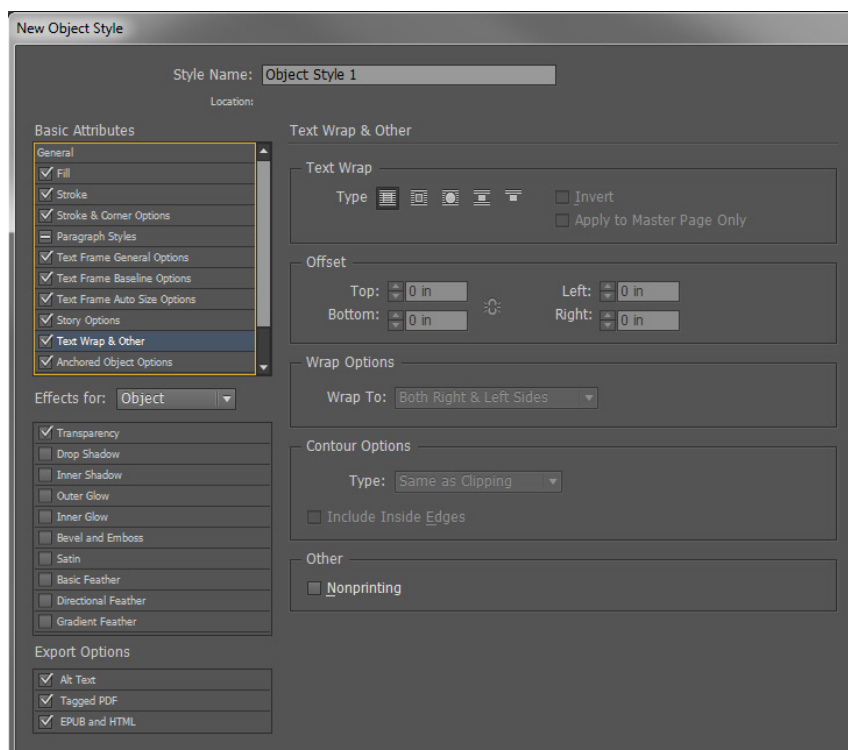 New Object Style
Style Name: Object Style 1
Location:
Basic Attributes
General
Fill
Stroke
Stroke & Corner Options
Paragraph Styles
Text Frame General Options
Text Frame Baseline Options
Text Frame Auto Size Options
Story Options
Text Wrap & Other
Anchored Object Options
Effects for: Object
Transparency
Drop Shadow
Inner Shadow
Outer Glow
Inner Glow
Bevel and Emboss
Satin
Basic Feather
Directional Feather
Gradient Feather
Export Options
Alt Text
Tagged PDF
EPUB and HTML
Text Wrap & Other
Text Wrap
Type
Invert
Apply to Master Page Only
Offset
Top: 0 in Left: 0 in
Bottom: 0 in Right: 0 in
Wrap Options
Wrap To: Both Right & Left Sides
Contour Options
Type: Same as Clipping
Include Inside Edges
Other
Nonprinting